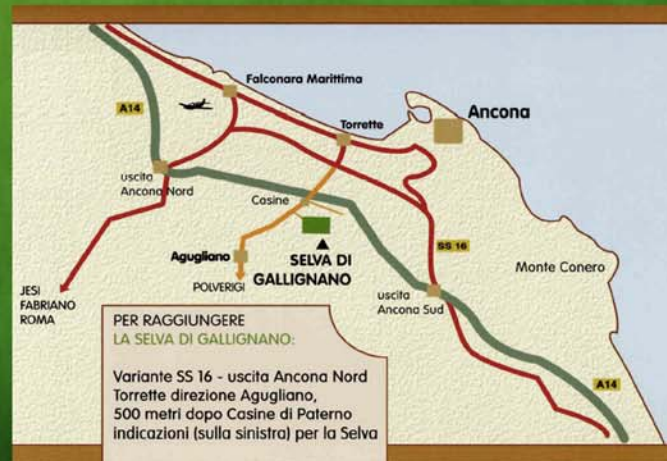 Falconara Marittima
A14
Torrette
Ancona
uscita
Ancona Nord
Casine
SS 16
Agugliano
SELVA DI
GALLIGNANO
Monte Conero
POLVERIGI
JESI
FABRIANO
ROMA
uscita
Ancona Sud
PER RAGGIUNGERE
LA SELVA DI GALLIGNANO:
Variante SS 16 - uscita Ancona Nord
Torrette direzione Agugliano,
500 metri dopo Casine di Paterno
indicazioni (sulla sinistra) per la Selva
A14